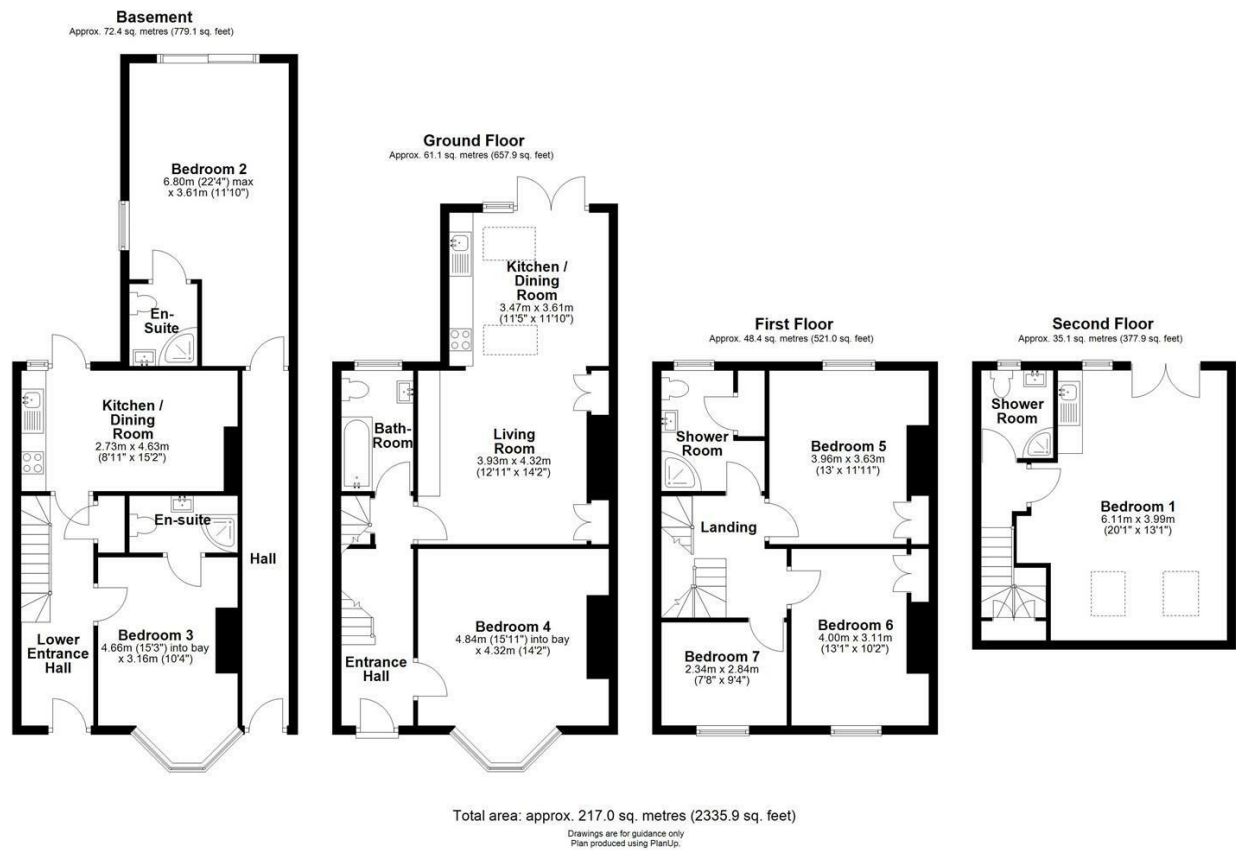 Basement
Approx. 72.4 sq. metres (779.1 sq. feet)
Bedroom 2
6.80m (22'4") max
x 3.61m (11'10")
En-
Suite
Kitchen /
Dining
Room
2.73m x 4.63m
(8'11" x 15'2")
En-suite
Hall
Bedroom 3
4.66m (15'3") into bay
x 3.16m (10'4")
Lower
Entrance
Hall
Ground Floor
Approx. 61.1 sq. metres (657.9 sq. feet)
Kitchen /
Dining
Room
3.47m x 3.61m
(11'5" x 11'10")
Bath-
Room
Living
Room
3.93m x 4.32m
(12'11" x 14'2")
Bedroom 4
4.84m (15'11") into bay
x 4.32m (14'2")
Entrance
Hall
First Floor
Approx. 48.4 sq. metres (521.0 sq. feet)
Shower
Room
Bedroom 5
3.96m x 3.63m
(13' x 11'11")
Landing
Bedroom 6
4.00m x 3.11m
(13'1" x 10'2")
Bedroom 7
2.34m x 2.84m
(7'8" x 9'4")
Second Floor
Approx. 35.1 sq. metres (377.9 sq. feet)
Shower
Room
Bedroom 1
6.11m x 3.99m
(20'1" x 13'1")
Total area: approx. 217.0 sq. metres (2335.9 sq. feet)
Drawings are for guidance only
Plan produced using PlanUp.